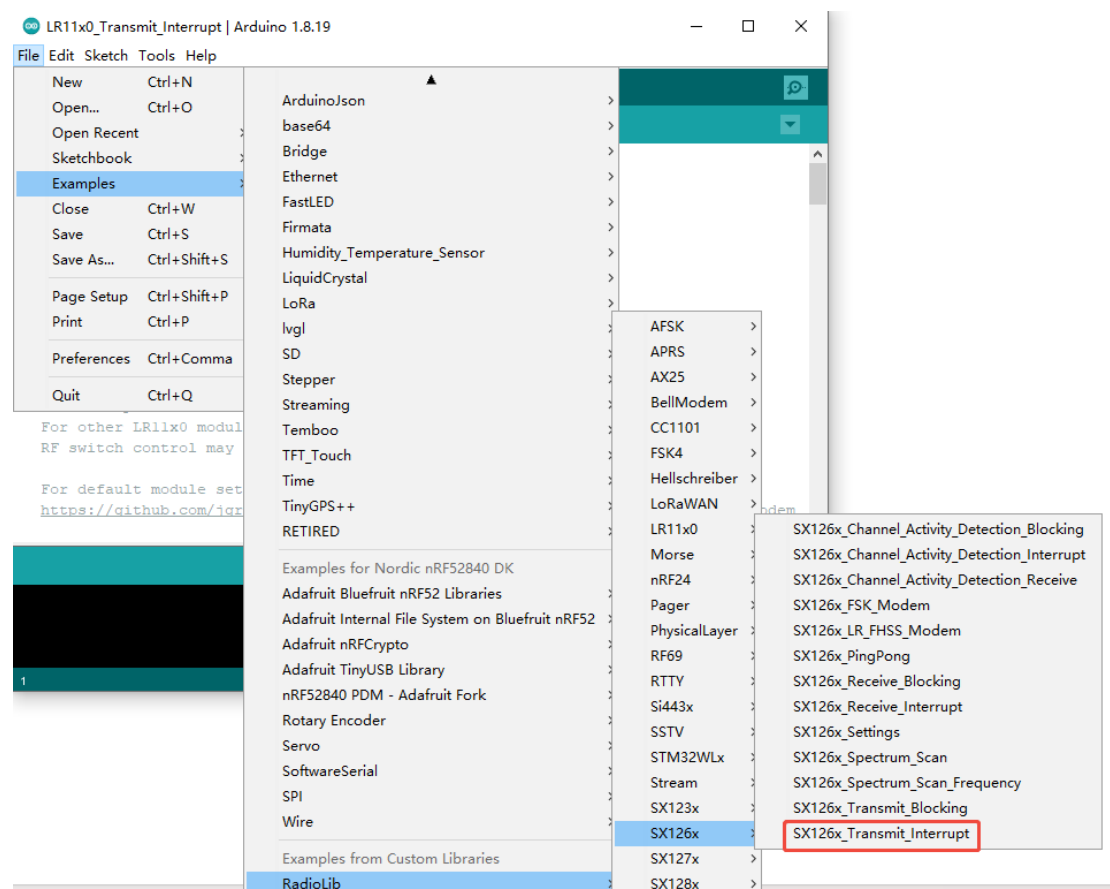 LR11x0_Transmit_Interrupt | Arduino 1.8.19
File Edit Sketch Tools Help
New Ctrl+N
Open... Ctrl+O
Open Recent
Sketchbook
Examples
Close Ctrl+W
Save Ctrl+S
Save As... Ctrl+Shift+S
Page Setup Ctrl+Shift+P
Print Ctrl+P
Preferences Ctrl+Comma
Quit Ctrl+Q
For other LR11x0 modul
RF switch control may
For default module set
https://github.com/jgr
odem
1
ArduinoJson
base64
Bridge
Ethernet
FastLED
Firmata
Humidity_Temperature_Sensor
LiquidCrystal
LoRa
lvgl
SD
Stepper
Streaming
Temboo
TFT_Touch
Time
TinyGPS++
RETIRED
Examples for Nordic nRF52840 DK
Adafruit Bluefruit nRF52 Libraries
Adafruit Internal File System on Bluefruit nRF52
Adafruit nRFCrypto
Adafruit TinyUSB Library
nRF52840 PDM - Adafruit Fork
Rotary Encoder
Servo
SoftwareSerial
SPI
Wire
Examples from Custom Libraries
RadioLib
AFSK
APRS
AX25
BellModem
CC1101
FSK4
Hellschreiber
LoRaWAN
LR11x0
Morse
nRF24
Pager
PhysicalLayer
RF69
RTTY
Si443x
SSTV
STM32WLx
Stream
SX123x
SX126x
SX127x
SX128x
SX126x_Channel_Activity_Detection_Blocking
SX126x_Channel_Activity_Detection_Interrupt
SX126x_Channel_Activity_Detection_Receive
SX126x_FSK_Modem
SX126x_LR_FHSS_Modem
SX126x_PingPong
SX126x_Receive_Blocking
SX126x_Receive_Interrupt
SX126x_Settings
SX126x_Spectrum_Scan
SX126x_Spectrum_Scan_Frequency
SX126x_Transmit_Blocking
SX126x_Transmit_Interrupt